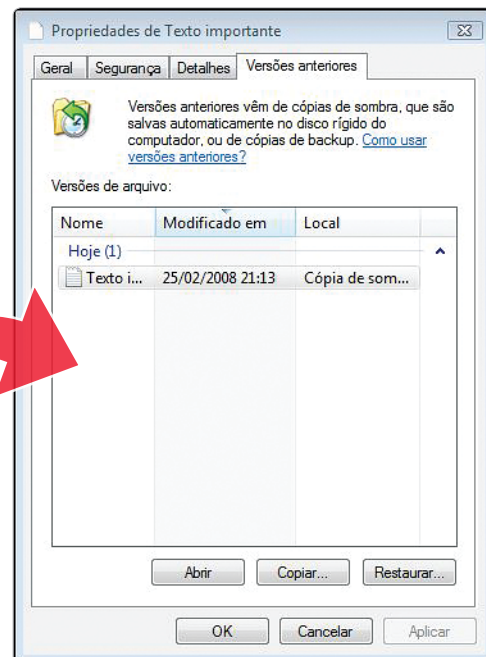 Propriedades de Texto importante
Geral Segurança Detalhes Versões anteriores
Versões anteriores vêm de cópias de sombra, que são
salvas automaticamente no disco rígido do
computador, ou de cópias de backup. Como usar
versões anteriores?
Versões de arquivo:
Nome Modificado em Local
Hoje (1)
Texto i... 25/02/2008 21:13 Cópia de som...
Abrir Copiar... Restaurar...
OK Cancelar Aplicar